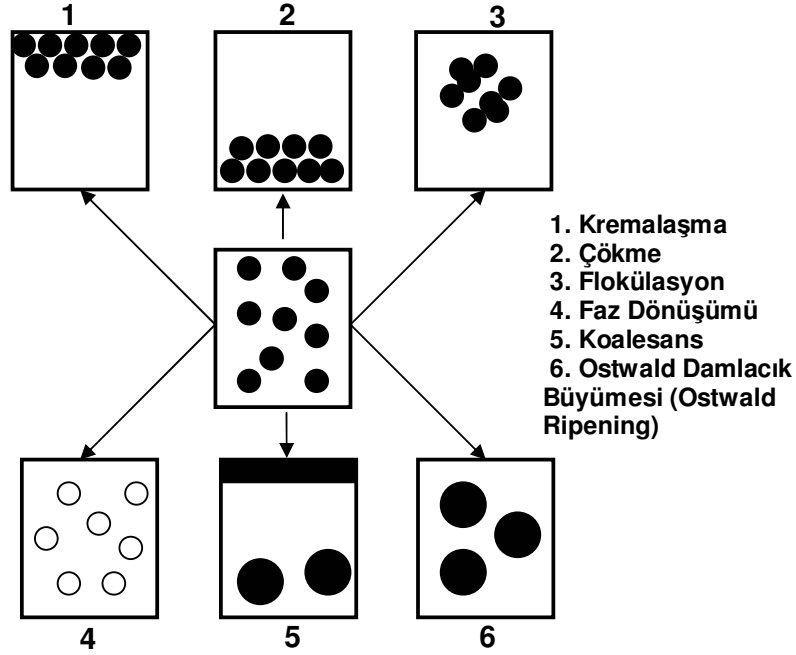 1
2
3
1. Kremalaşma
2. Çökme
3. Flokülasyon
4. Faz Dönüşümü
5. Koalesans
6. Ostwald Damlacık
Büyümesi (Ostwald
Ripening)
4
5
6